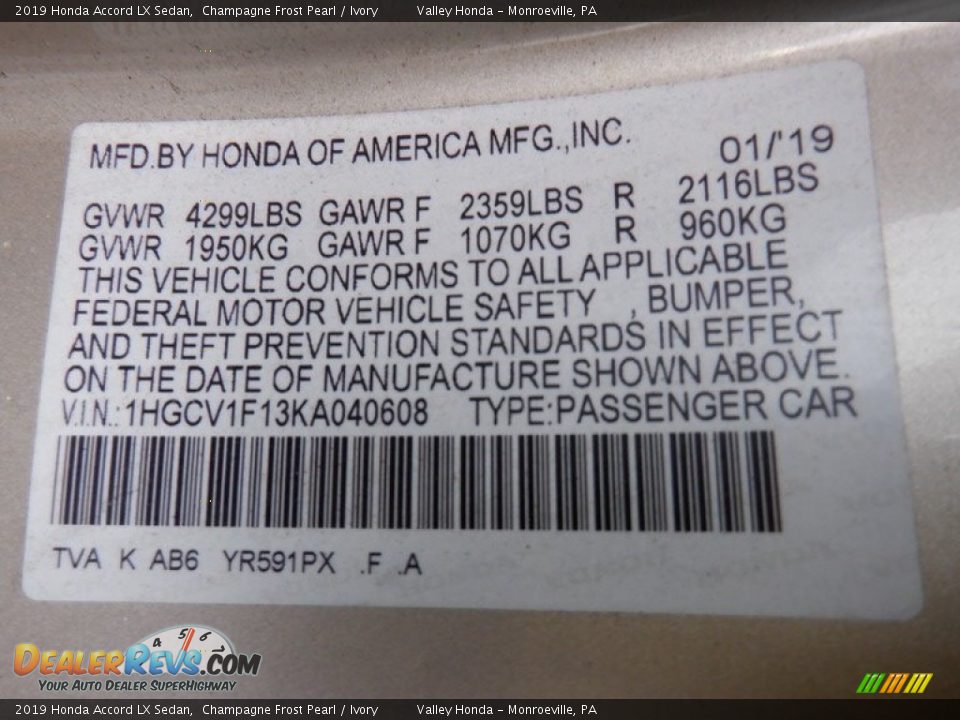 2019 Honda Accord LX Sedan, Champagne Frost Pearl / Ivory Valley Honda - Monroeville, PA
MFD.BY HONDA OF AMERICA MFG.,INC. 01/'19
GVWR 4299LBS GAWR F 2359LBS R 2116LBS
GVWR 1950KG GAWR F 1070KG R 960KG
THIS VEHICLE CONFORMS TO ALL APPLICABLE
FEDERAL MOTOR VEHICLE SAFETY , BUMPER,
AND THEFT PREVENTION STANDARDS IN EFFECT
ON THE DATE OF MANUFACTURE SHOWN ABOVE.
V.I.N.: 1HGCV1F13KA040608 TYPE:PASSENGER CAR
TVA K AB6 YR591PX .F .A
4 5 6
DEALERREVS.COM
YOUR AUTO DEALER SUPERHIGHWAY
2019 Honda Accord LX Sedan, Champagne Frost Pearl / Ivory Valley Honda - Monroeville, PA